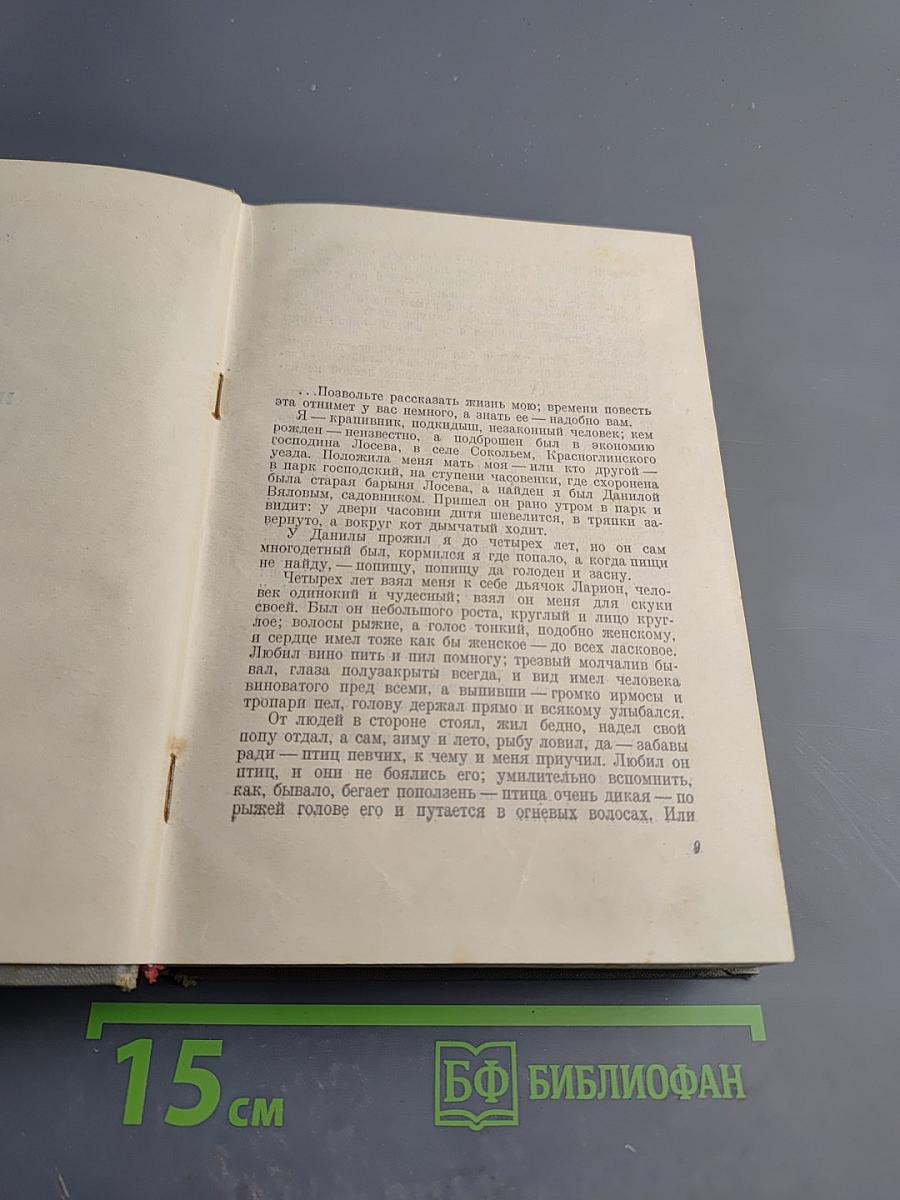 ...Позвольте рассказать жизнь мою; времени повесть
эта отнимет у вас немного, а знать ее — надобно вам.
Я — крапивник, подкидыш, незаконный человек; кем
рожден — неизвестно, а подброшен был в экономию
господина Лосева, в селе Сокольем, Красноглинского
уезда. Положила меня мать моя — или кто другой —
в парк господский, на ступени часовенки, где схоронена
была старая барыня Лосева, а найден я был Данилой
Вяловым, садовником. Пришел он рано утром в парк и
видит: у двери часовни дитя шевелится, в тряпки за-
вернуто, а вокруг кот дымчатый ходит.
У Данилы прожил я до четырех лет, но он сам
многодетный был, кормился я где попало, а когда пищи
не найду, — попищу, попищу да голоден и засну.
Четырех лет взял меня к себе дьячок Ларион, чело-
век одинокий и чудесный; взял он меня для скуки
своей. Был он небольшого роста, круглый и лицо круг-
лое; волосы рыжие, а голос тонкий, подобно женскому,
и сердце имел тоже как бы женское — до всех ласковое.
Любил вино пить и пил помногу; трезвый молчалив бы-
вал, глаза полузакрыты всегда, и вид имел человека
виноватого пред всеми, а выпивши — громко ирмосы и
тропари пел, голову держал прямо и всякому улыбался.
От людей в стороне стоял, жил бедно, надел свой
попу отдал, а сам, зиму и лето, рыбу ловил, да — забавы
ради — птиц певчих, к чему и меня приучил. Любил он
птиц, и они не боялись его; умилительно вспомнить,
как, бывало, бегает поползень — птица очень дикая — по
рыжей голове его и путается в огневых волосах. Или
9
15 см
БФ БИБЛИОФАН